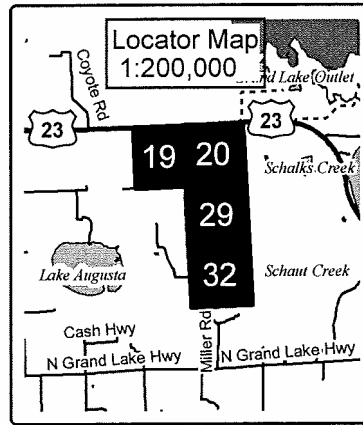 Locator Map
1:200,000
Coyote Rd
Lake Outlet
23
23
19
20
Schalks Creek
29
Lake Augusta
32
Schaut Creek
Cash Hwy
Miller Rd
N Grand Lake Hwy
N Grand Lake Hwy